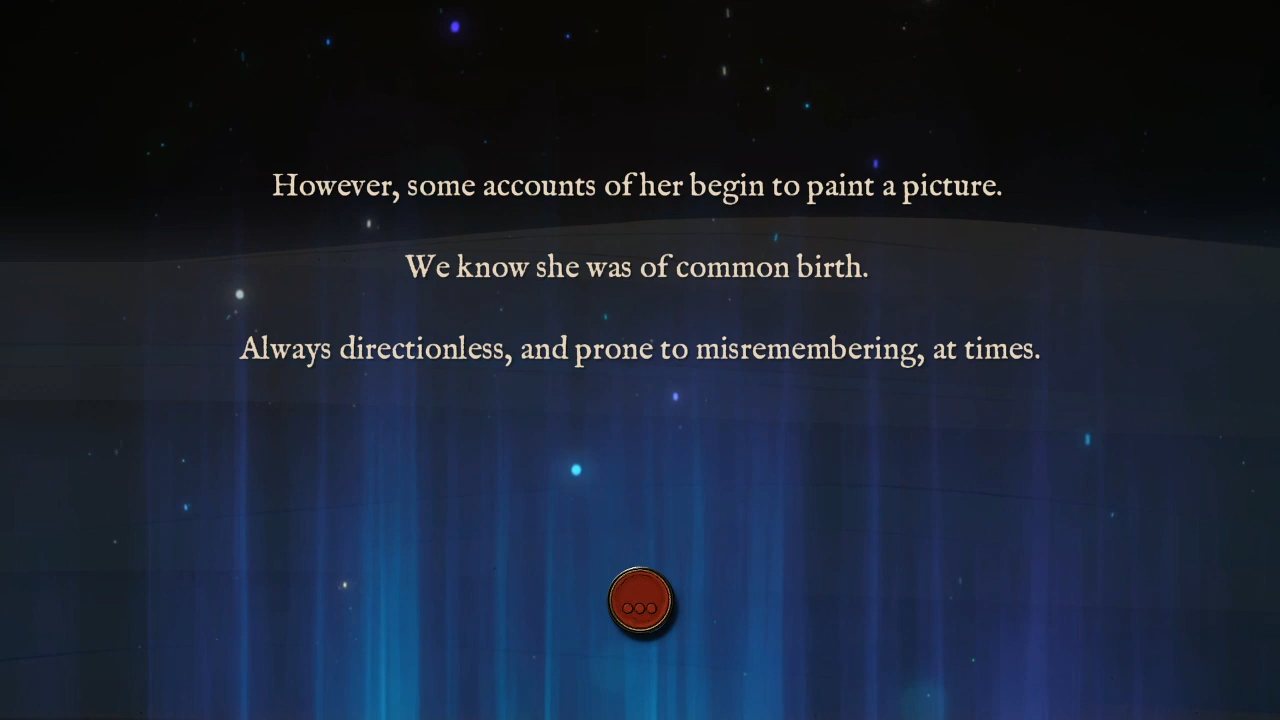 However, some accounts of her begin to paint a picture.
We know she was of common birth.
Always directionless, and prone to misremembering, at times.